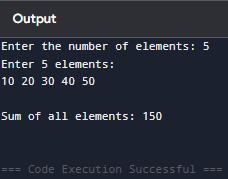 Output
Enter the number of elements: 5
Enter 5 elements:
10 20 30 40 50
Sum of all elements: 150
=== Code Execution Successful ===